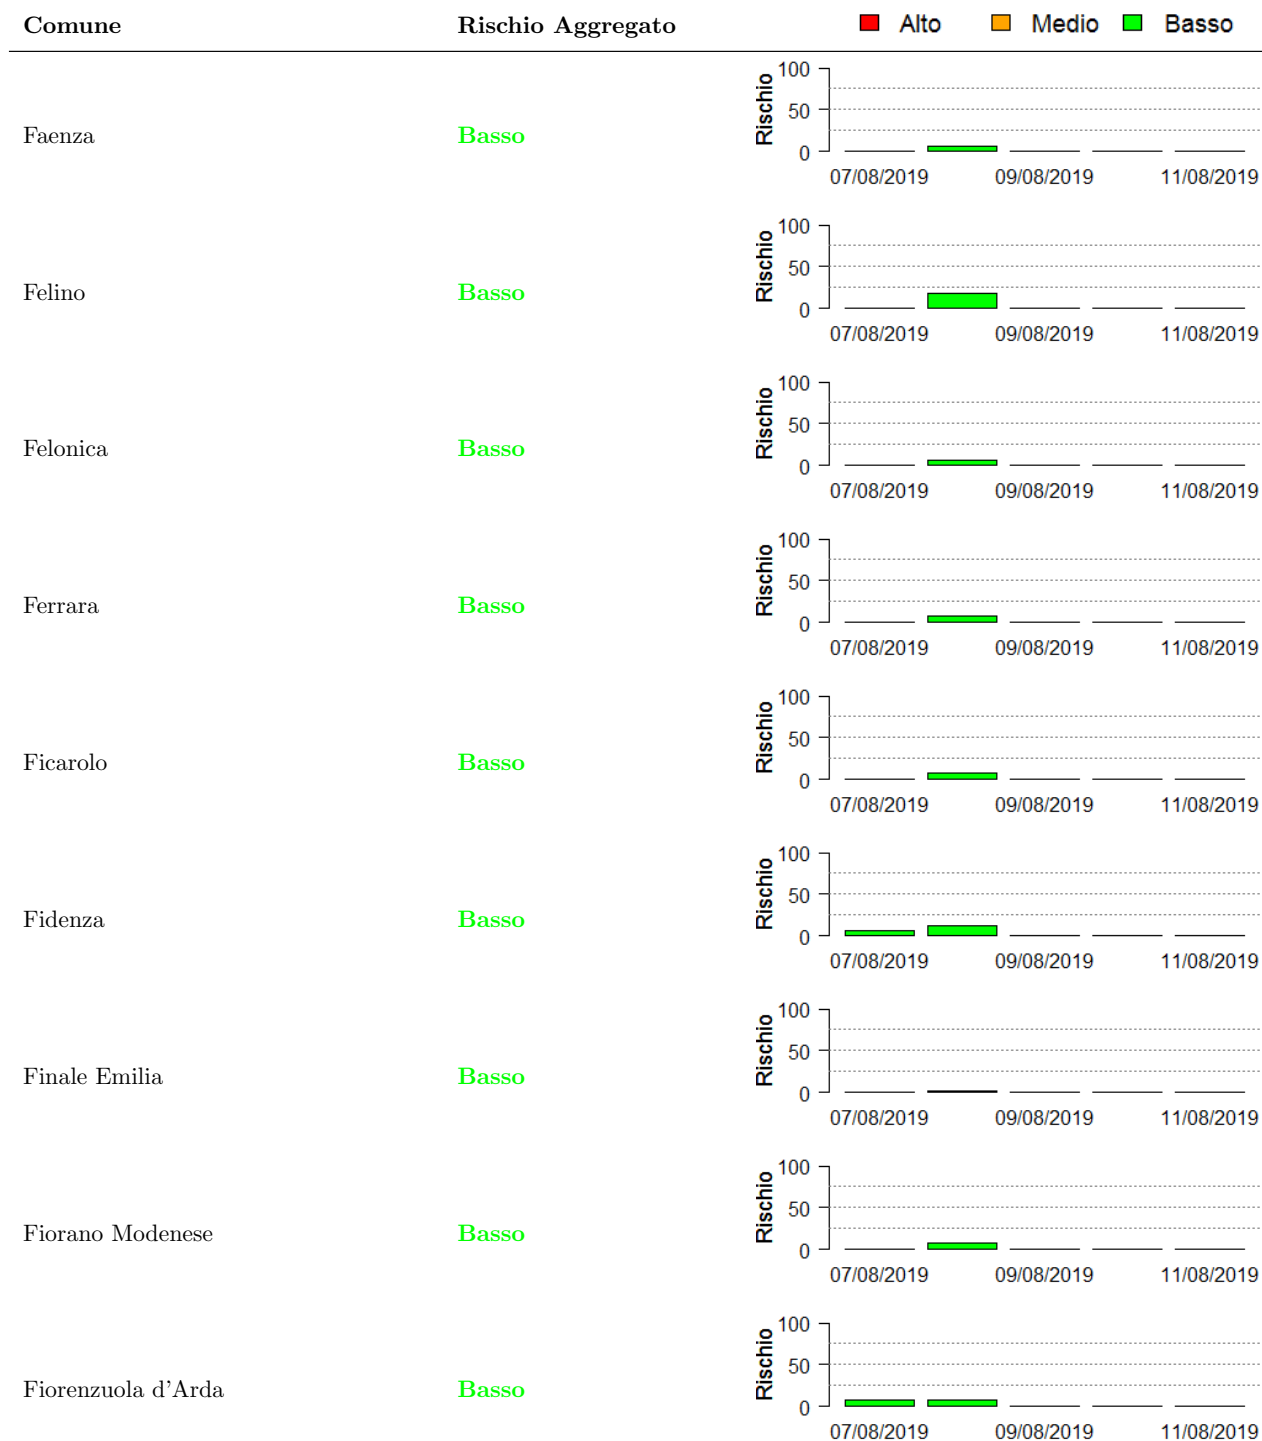 Comune Rischio Aggregato Alto Medio Basso
100
50
0
Rischio
Faenza Basso
07/08/2019 09/08/2019 11/08/2019
100
50
0
Rischio
Felino Basso
07/08/2019 09/08/2019 11/08/2019
100
50
0
Rischio
Felonica Basso
07/08/2019 09/08/2019 11/08/2019
100
50
0
Rischio
Ferrara Basso
07/08/2019 09/08/2019 11/08/2019
100
50
0
Rischio
Ficarolo Basso
07/08/2019 09/08/2019 11/08/2019
100
50
0
Rischio
Fidenza Basso
07/08/2019 09/08/2019 11/08/2019
100
50
0
Rischio
Finale Emilia Basso
07/08/2019 09/08/2019 11/08/2019
100
50
0
Rischio
Fiorano Modenese Basso
07/08/2019 09/08/2019 11/08/2019
100
50
0
Rischio
Fiorenzuola d'Arda Basso
07/08/2019 09/08/2019 11/08/2019